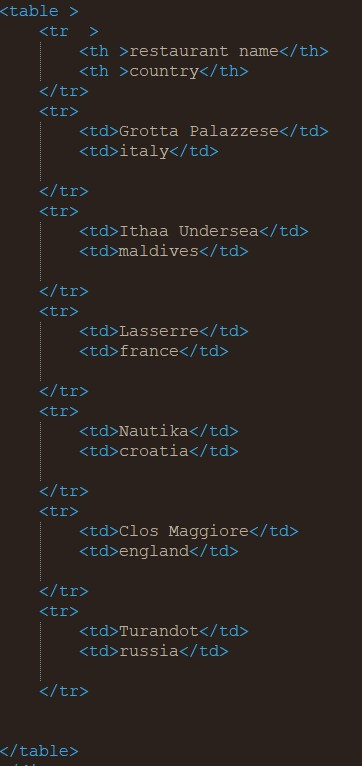 <table >
<tr  >
<th >restaurant name</th>
<th >country</th>
</tr>
<tr>
<td>Grotta Palazzese</td>
<td>italy</td>
</tr>
<tr>
<td>Ithaa Undersea</td>
<td>maldives</td>
</tr>
<tr>
<td>Lasserre</td>
<td>france</td>
</tr>
<tr>
<td>Nautika</td>
<td>croatia</td>
</tr>
<tr>
<td>Clos Maggiore</td>
<td>england</td>
</tr>
<tr>
<td>Turandot</td>
<td>russia</td>
</tr>
</table>